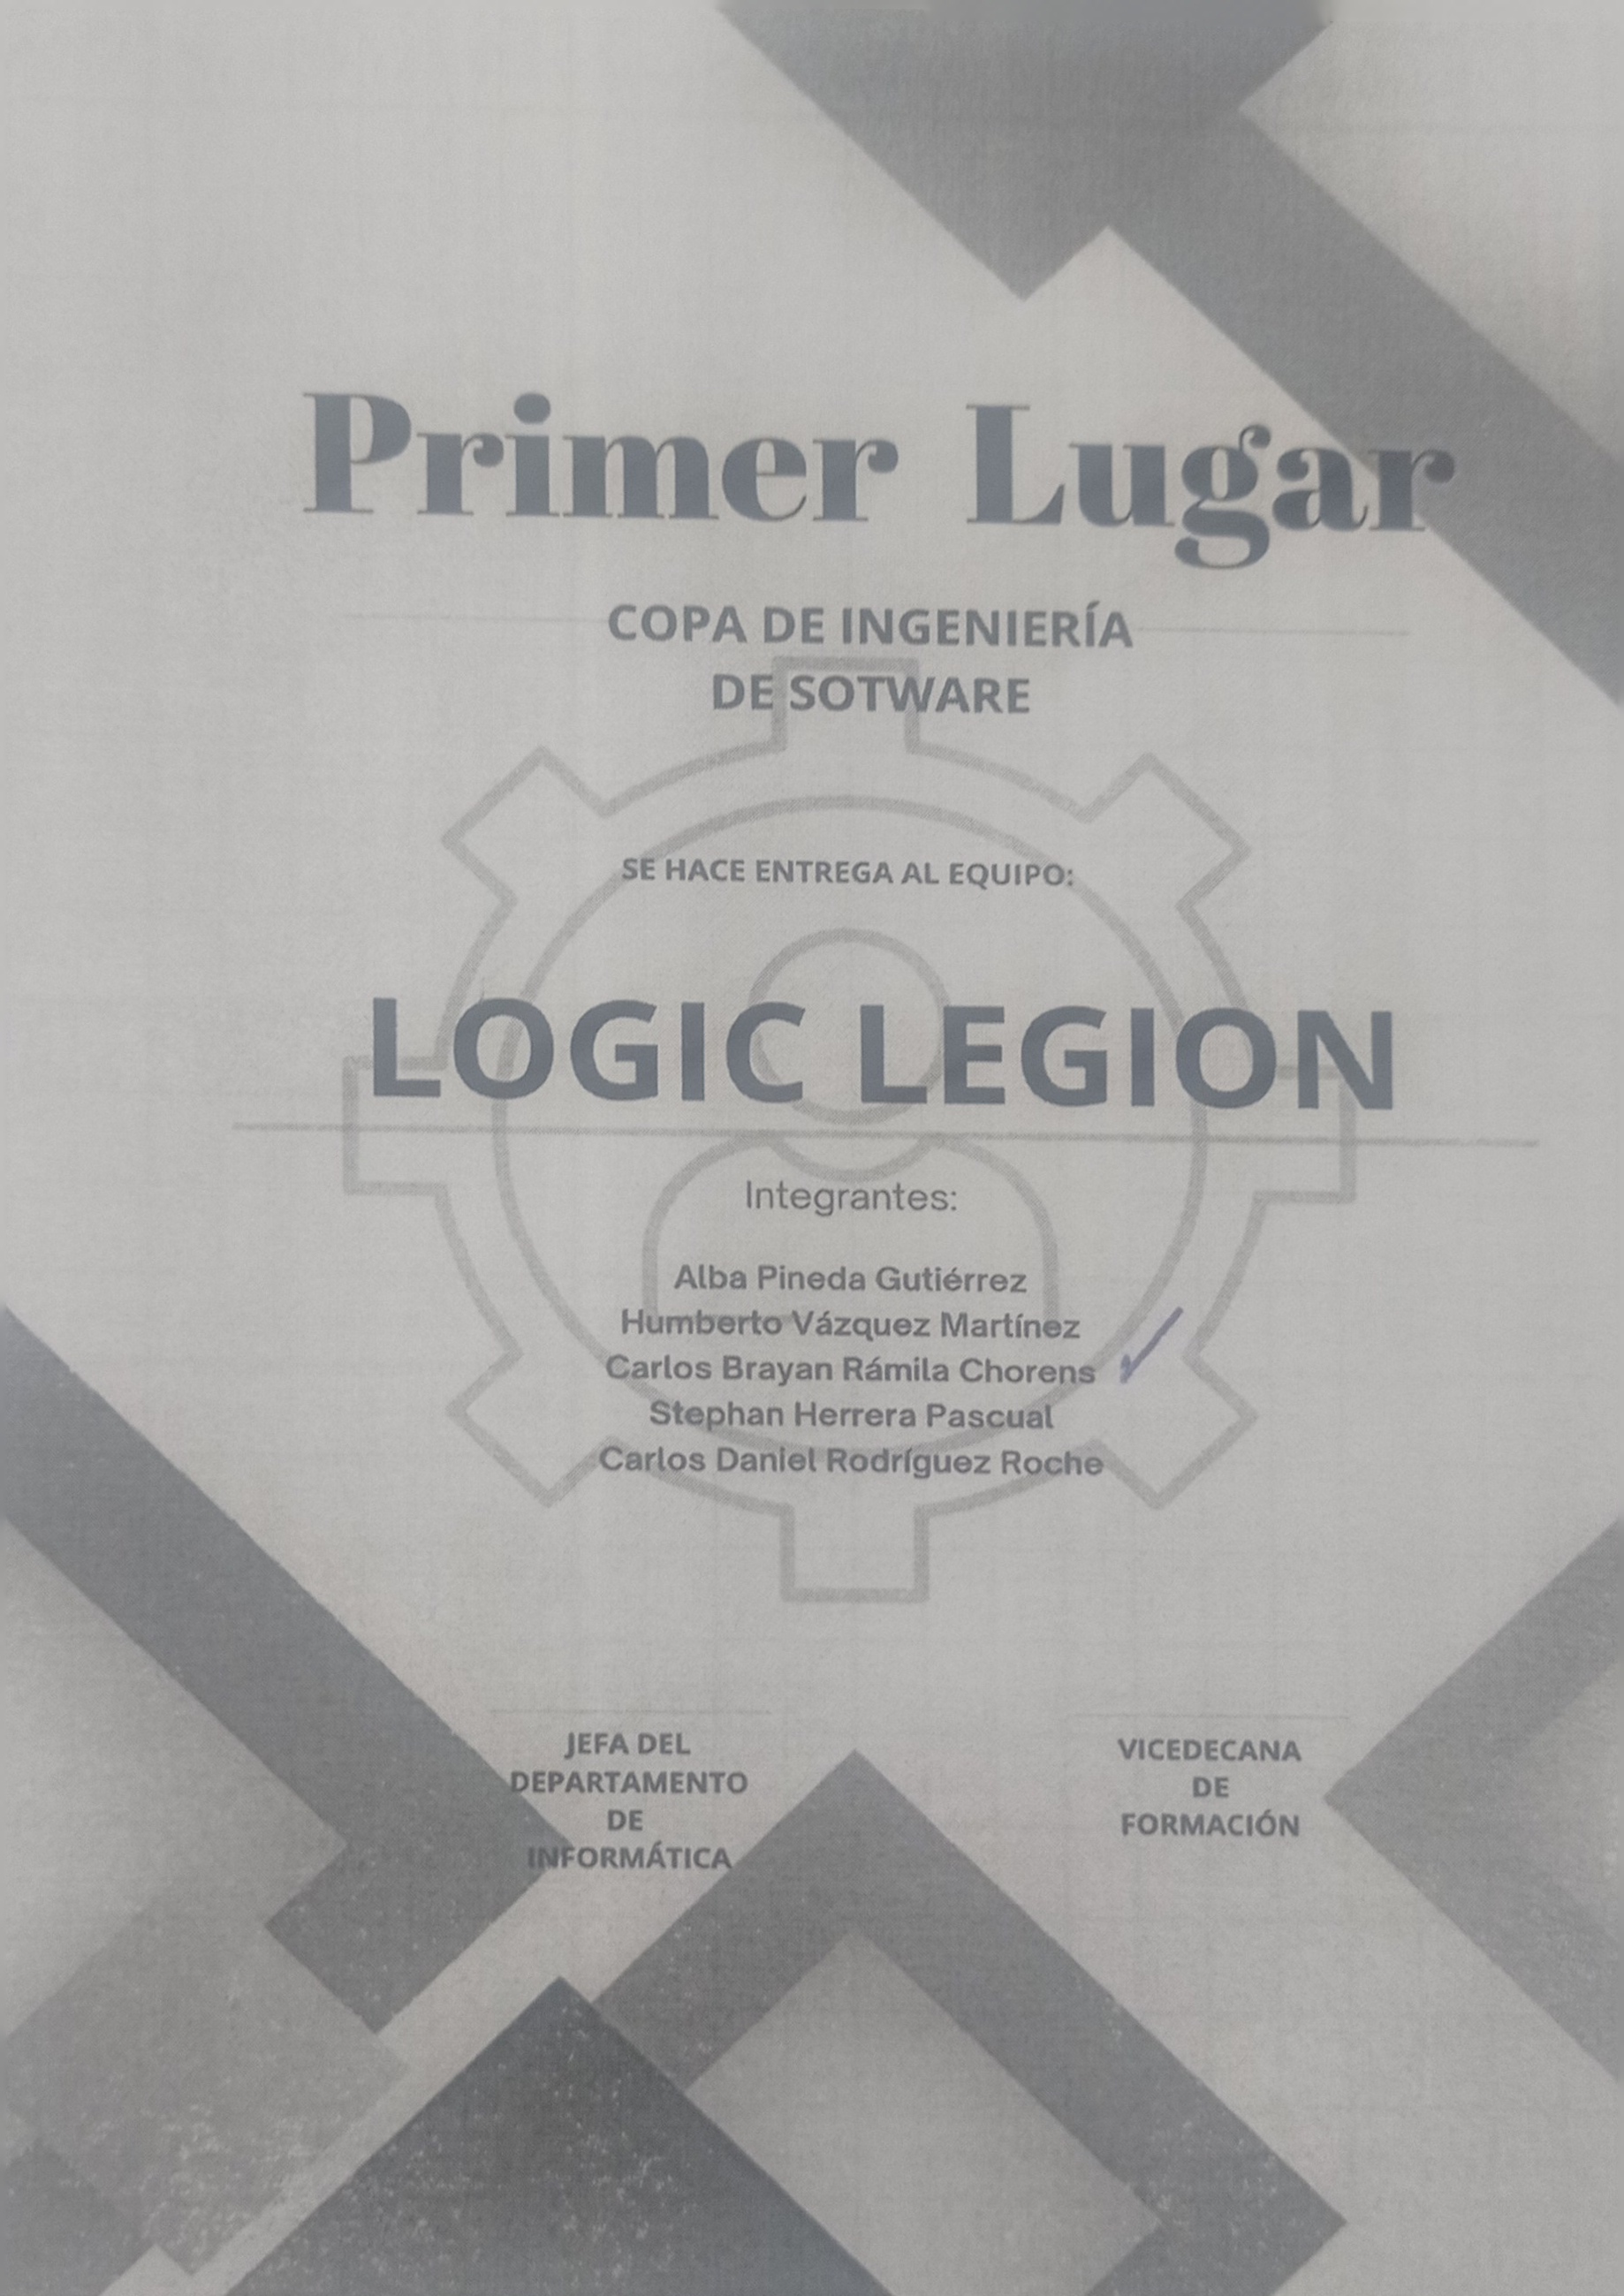 Primer Lugar
COPA DE INGENIERÍA
DE SOTWARE
SE HACE ENTREGA AL EQUIPO:
LOGIC LEGION
Integrantes:
Alba Pineda Gutiérrez
Humberto Vázquez Martínez
Carlos Brayan Rámila Chorens
Stephan Herrera Pascual
Carlos Daniel Rodríguez Roche
JEFA DEL
DEPARTAMENTO
DE
INFORMÁTICA
VICEDECANA
DE
FORMACIÓN